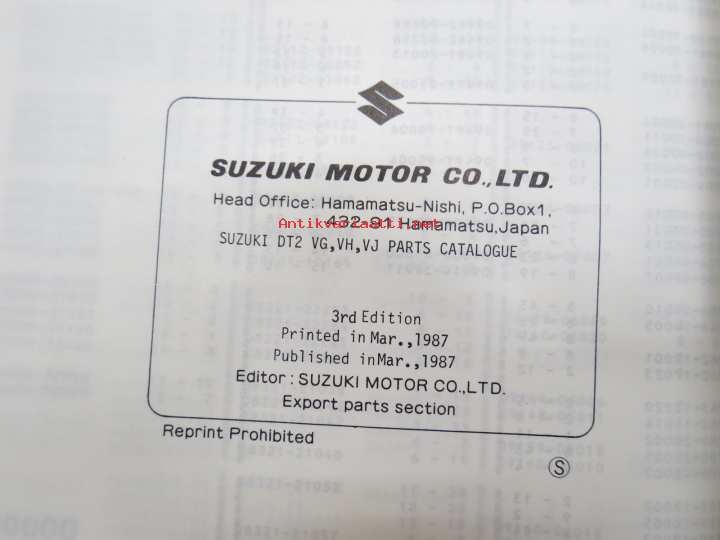 SUZUKI MOTOR CO.,LTD.
Head Office: Hamamatsu-Nishi, P.O.Box1,
432-91 Hamamatsu,Japan
Antikvariaatti.net
SUZUKI DT2 VG,VH,VJ PARTS CATALOGUE
3rd Edition
Printed in Mar.,1987
Published in Mar.,1987
Editor : SUZUKI MOTOR CO.,LTD.
Export parts section
Reprint Prohibited
S